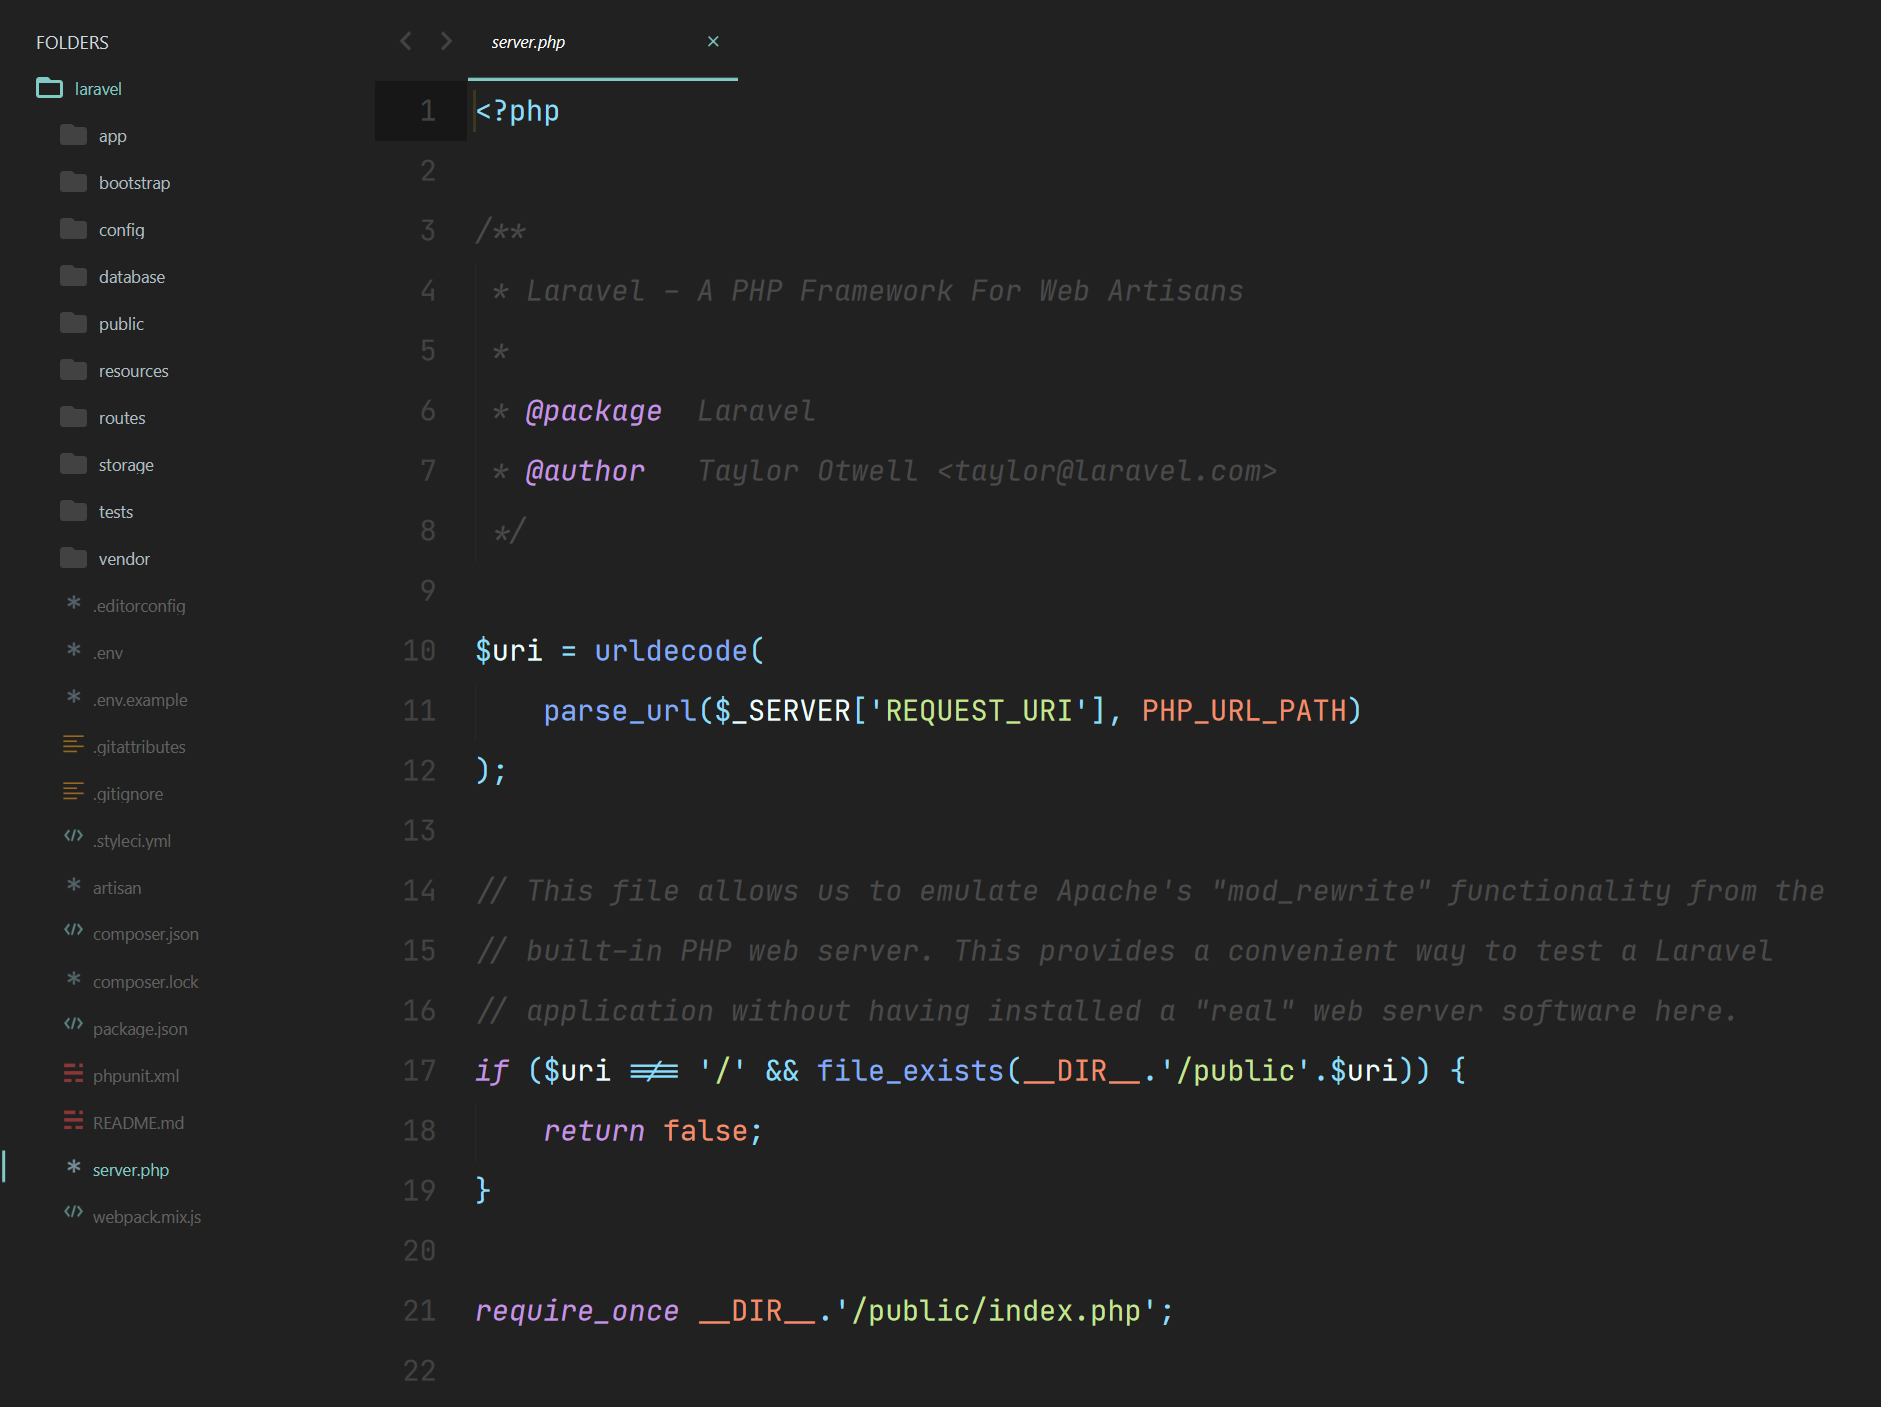 FOLDERS
laravel
app
bootstrap
config
database
public
resources
routes
storage
tests
vendor
.editorconfig
.env
.env.example
.gitattributes
.gitignore
.styleci.yml
artisan
composer.json
composer.lock
package.json
phpunit.xml
README.md
server.php
webpack.mix.js
server.php ×
1 <?php
2
3 /**
4  * Laravel - A PHP Framework For Web Artisans
5  *
6  * @package  Laravel
7  * @author   Taylor Otwell <taylor@laravel.com>
8  */
9
10 $uri = urldecode(
11     parse_url($_SERVER['REQUEST_URI'], PHP_URL_PATH)
12 );
13
14 // This file allows us to emulate Apache's "mod_rewrite" functionality from the
15 // built-in PHP web server. This provides a convenient way to test a Laravel
16 // application without having installed a "real" web server software here.
17 if ($uri !== '/' && file_exists(__DIR__.'/public'.$uri)) {
18     return false;
19 }
20
21 require_once __DIR__.'/public/index.php';
22